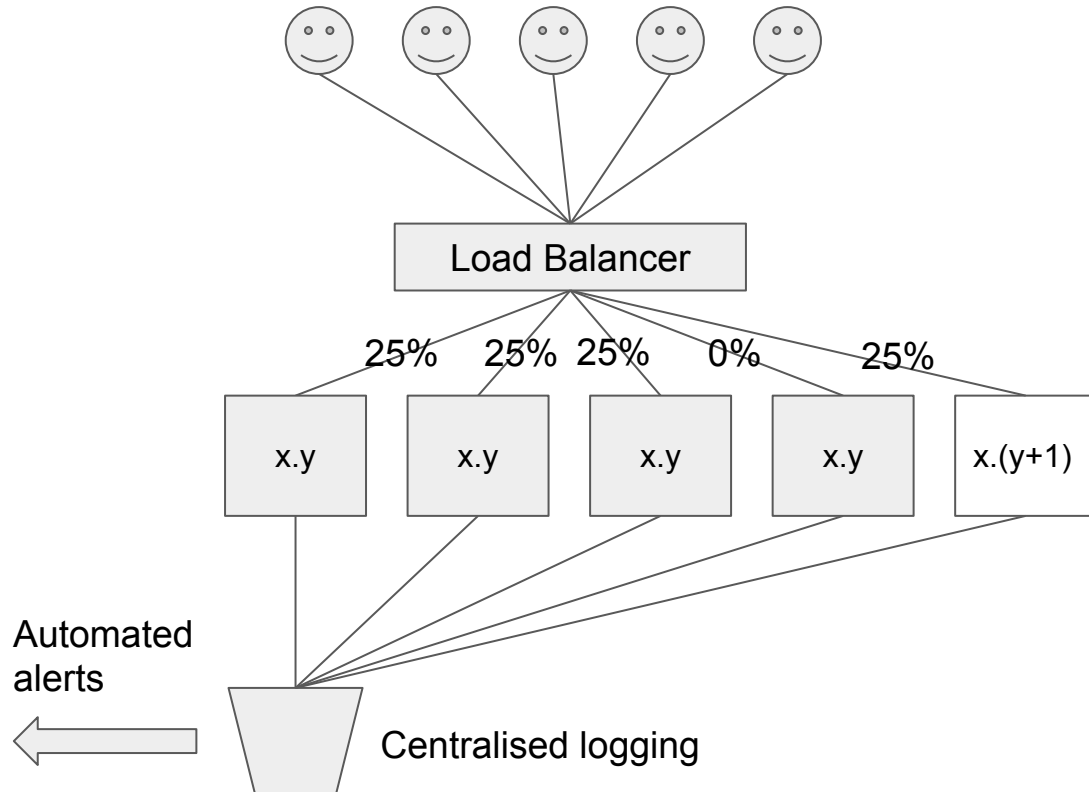 Load Balancer
25%
25%
25%
0%
25%
x.y
x.y
x.y
x.y
x.(y+1)
Automated
alerts
Centralised logging